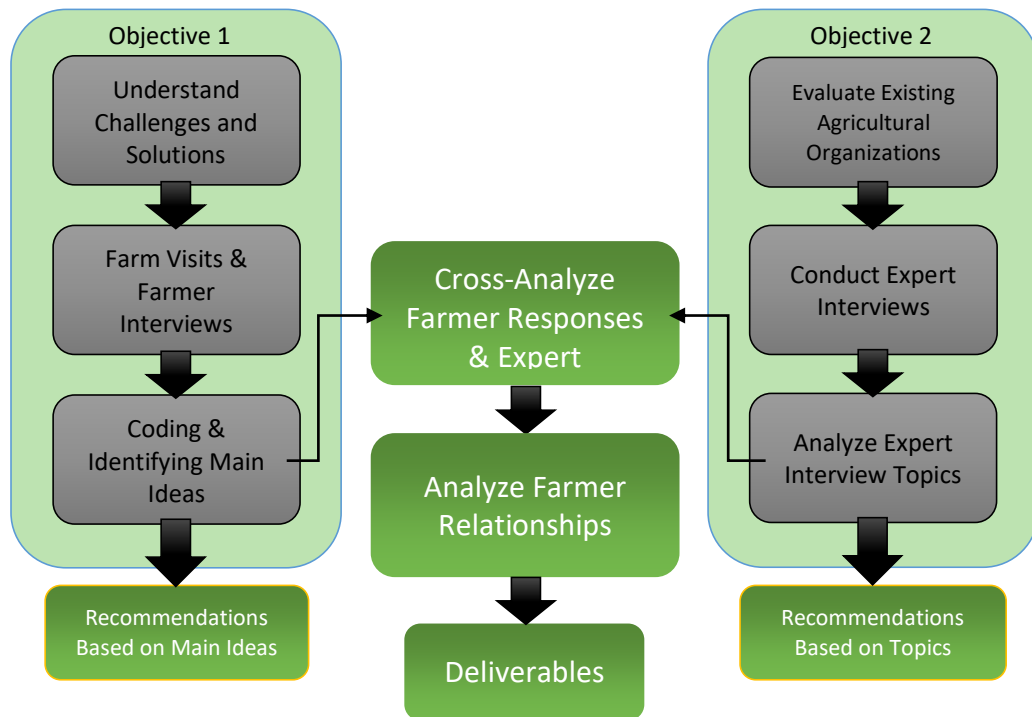 Objective 1
Understand
Challenges and
Solutions
Farm Visits &
Farmer
Interviews
Coding &
Identifying Main
Ideas
Recommendations
Based on Main Ideas
Cross-Analyze
Farmer Responses
& Expert
Analyze Farmer
Relationships
Deliverables
Objective 2
Evaluate Existing
Agricultural
Organizations
Conduct Expert
Interviews
Analyze Expert
Interview Topics
Recommendations
Based on Topics